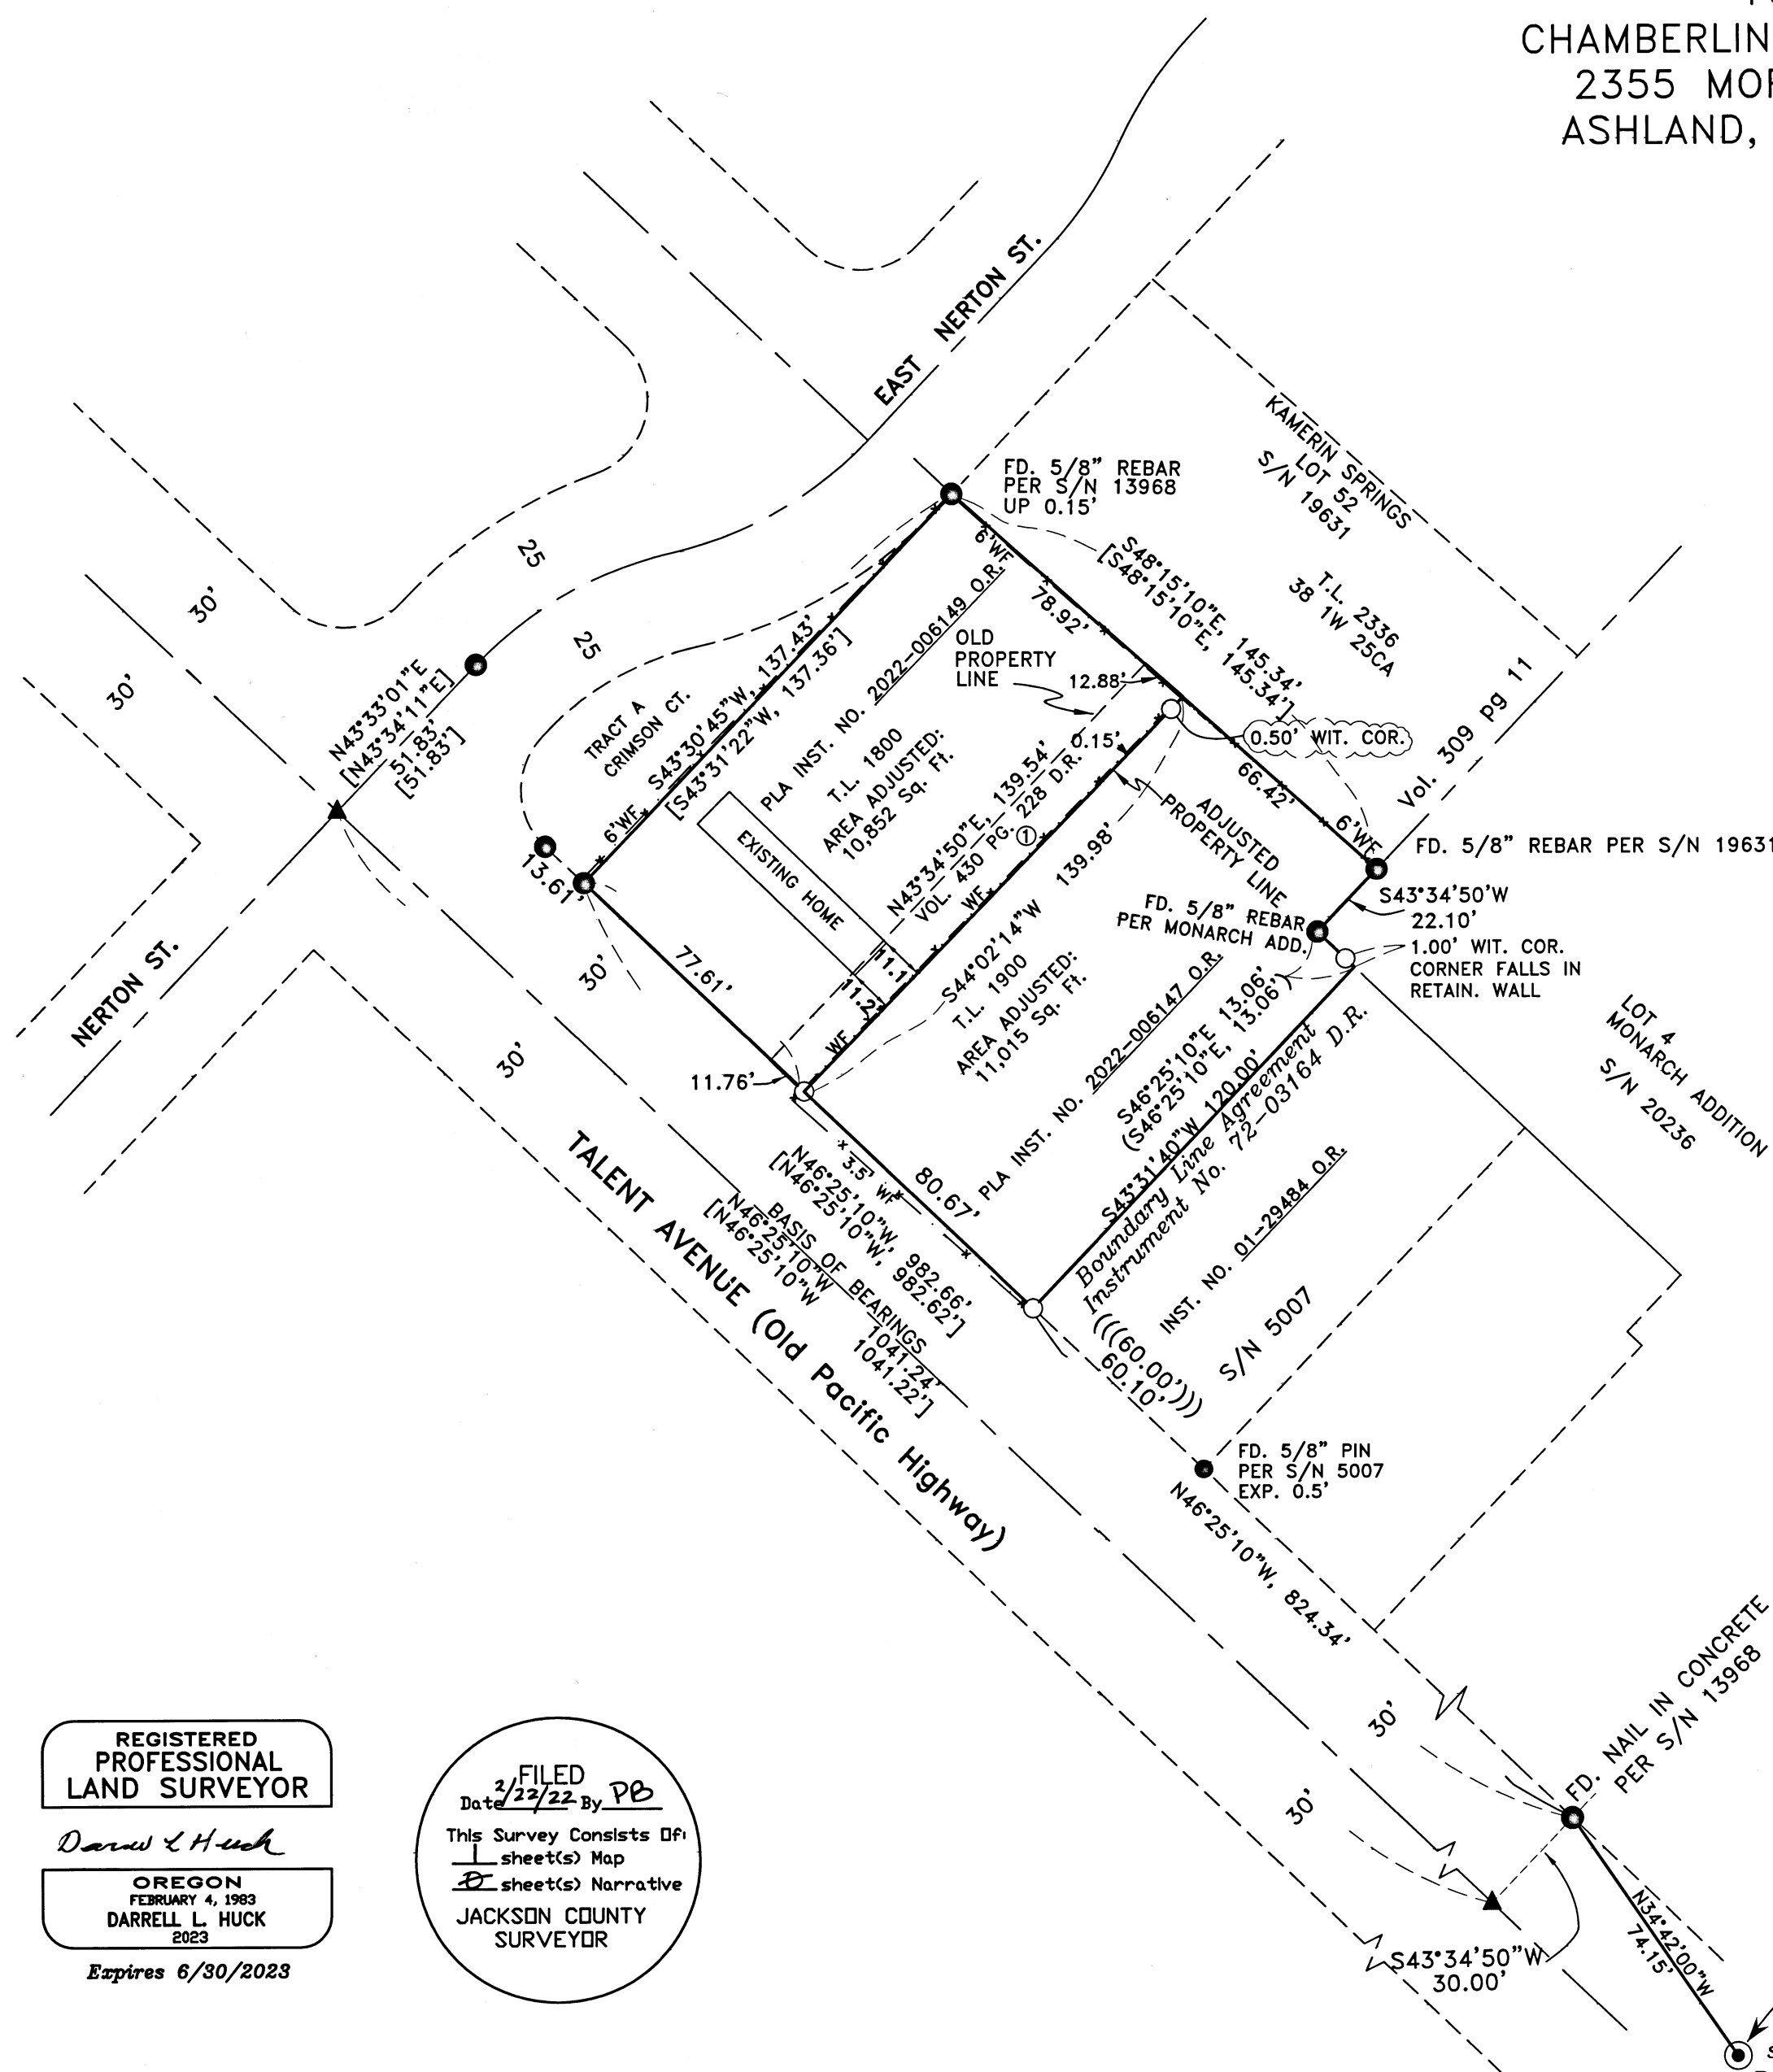 CHAMBERLIN
2355 MOR
ASHLAND,
EAST NERTON ST.
KAMERIN SPRINGS
LOT 52
S/N 19631
FD. 5/8" REBAR
PER S/N 13968
UP 0.15'
S48°15'10"E, 145.34'
[S48°15'10"E, 145.34']
T.L. 2336
38 1W 25CA
6'WF
78.92'
25
30'
30'
25
N43°33'01"E
[N43°34'11"E]
51.83'
[51.83']
TRACT A
CRIMSON CT.
6'WF
S43°30'45"W, 137.43'
[S43°31'22"W, 137.36']
PLA INST. NO. 2022-006149 O.R.
T.L. 1800
AREA ADJUSTED:
10,852 Sq. Ft.
OLD
PROPERTY
LINE
12.88'
0.50' WIT. COR.
0.15'
66.42'
6'WF
Vol. 309 pg 11
FD. 5/8" REBAR PER S/N 19631
S43°34'50'W
22.10'
1.00' WIT. COR.
CORNER FALLS IN
RETAIN. WALL
FD. 5/8" REBAR
PER MONARCH ADD.
ADJUSTED
PROPERTY LINE
N43°34'50"E, 139.54'
VOL. 430 PG. 228 D.R.
1
WF
139.98'
S44°02'14"W
EXISTING HOME
11.1'
11.2'
WF
13.61'
77.61'
30'
11.76'
T.L. 1900
AREA ADJUSTED:
11,015 Sq. Ft.
PLA INST. NO. 2022-006147 O.R.
S46°25'10"E 13.06'
(S46°25'10"E, 13.06')
S43°31'40"W 120.00'
Boundary Line Agreement
Instrument No. 72-03164 D.R.
INST. NO. 01-29484 O.R.
S/N 5007
LOT 4
MONARCH ADDITION
S/N 20236
NERTON ST.
30'
3.5' WF
80.67'
N46°25'10"W, 982.66'
[N46°25'10"W, 982.62']
BASIS OF BEARINGS
N46°25'10"W 1041.24'
[N46°25'10"W 1041.22']
TALENT AVENUE (Old Pacific Highway)
(((60.00')))
60.10'
FD. 5/8" PIN
PER S/N 5007
EXP. 0.5'
N46°25'10"W, 824.34'
30'
30'
FD. NAIL IN CONCRETE
PER S/N 13968
S43°34'50"W
30.00'
N34°42'00"W
74.15'
REGISTERED
PROFESSIONAL
LAND SURVEYOR
Darrell L Huck
OREGON
FEBRUARY 4, 1983
DARRELL L. HUCK
2023
Expires 6/30/2023
FILED
Date 2/22/22 By PB
This Survey Consists Of:
1 sheet(s) Map
0 sheet(s) Narrative
JACKSON COUNTY
SURVEYOR